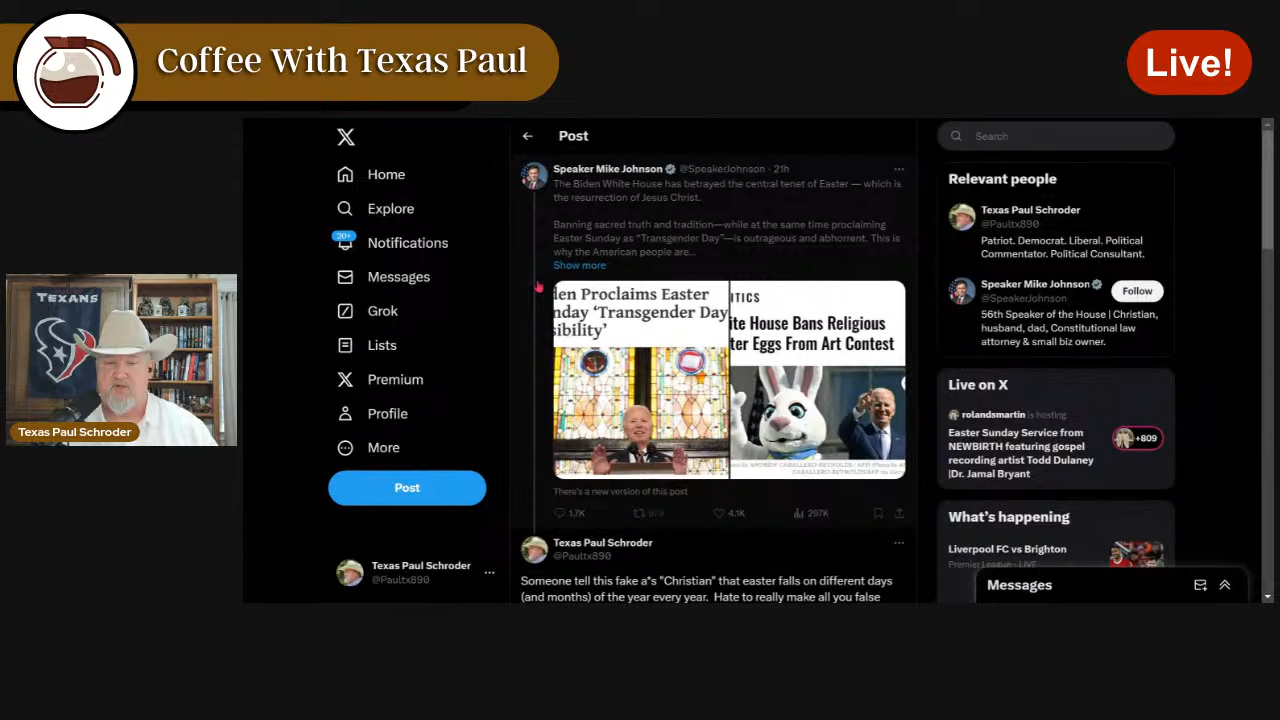 Coffee With Texas Paul
Live!
TEXANS
Texas Paul Schroder
Home
Explore
20+
Notifications
Messages
Grok
Lists
Premium
Profile
More
Post
Texas Paul Schroder
@Paultx890
Post
Speaker Mike Johnson @SpeakerJohnson · 21h
The Biden White House has betrayed the central tenet of Easter — which is
the resurrection of Jesus Christ.
Banning sacred truth and tradition—while at the same time proclaiming
Easter Sunday as “Transgender Day”—is outrageous and abhorrent. This is
why the American people are...
Show more
den Proclaims Easter
nday ‘Transgender Day
sibility’
ITICS
ite House Bans Religious
ter Eggs From Art Contest
There's a new version of this post
1.7K 979 4.1K 297K
Texas Paul Schroder
@Paultx890
Someone tell this fake a*s "Christian" that easter falls on different days
(and months) of the year every year. Hate to really make all you false
Search
Relevant people
Texas Paul Schroder
@Paultx890
Patriot. Democrat. Liberal. Political
Commentator. Political Consultant.
Speaker Mike Johnson
@SpeakerJohnson
Follow
56th Speaker of the House | Christian,
husband, dad, Constitutional law
attorney & small biz owner.
Live on X
rolandsmartin is hosting
Easter Sunday Service from
NEWBIRTH featuring gospel
recording artist Todd Dulaney
|Dr. Jamal Bryant
+809
What's happening
Liverpool FC vs Brighton
Premier League · LIVE
Messages